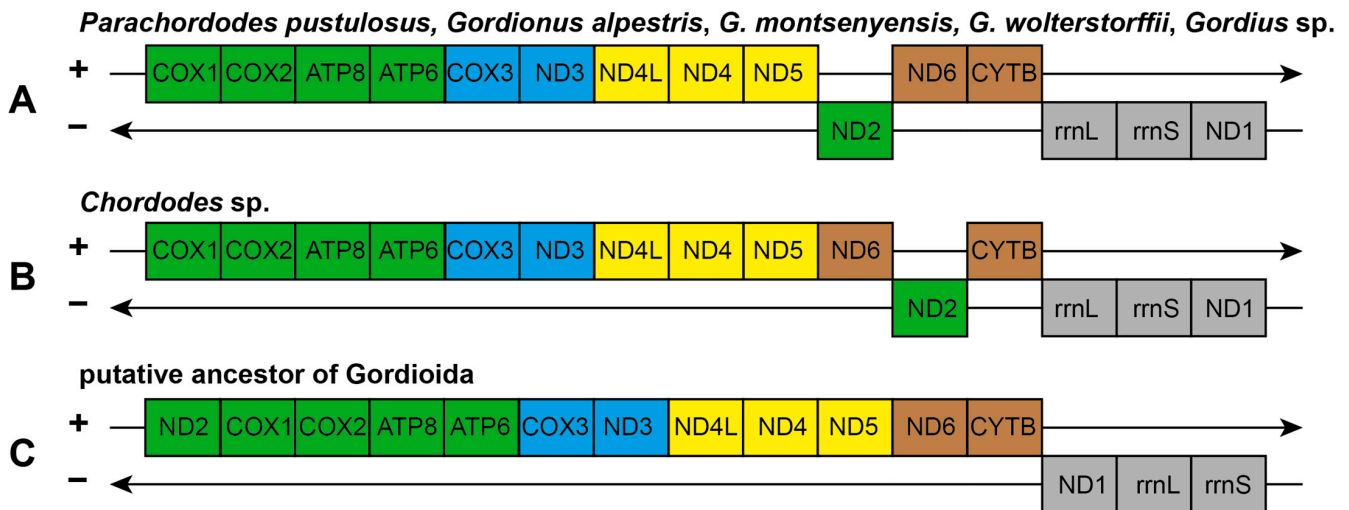 Parachordodes pustulosus, Gordionus alpestris, G. montsenyensis, G. wolterstorffii, Gordius sp.
A
+ COX1 COX2 ATP8 ATP6 COX3 ND3 ND4L ND4 ND5 ND6 CYTB
– ND2 rrnL rrnS ND1
Chordodes sp.
B
+ COX1 COX2 ATP8 ATP6 COX3 ND3 ND4L ND4 ND5 ND6 CYTB
– ND2 rrnL rrnS ND1
putative ancestor of Gordioida
C
+ ND2 COX1 COX2 ATP8 ATP6 COX3 ND3 ND4L ND4 ND5 ND6 CYTB
– ND1 rrnL rrnS